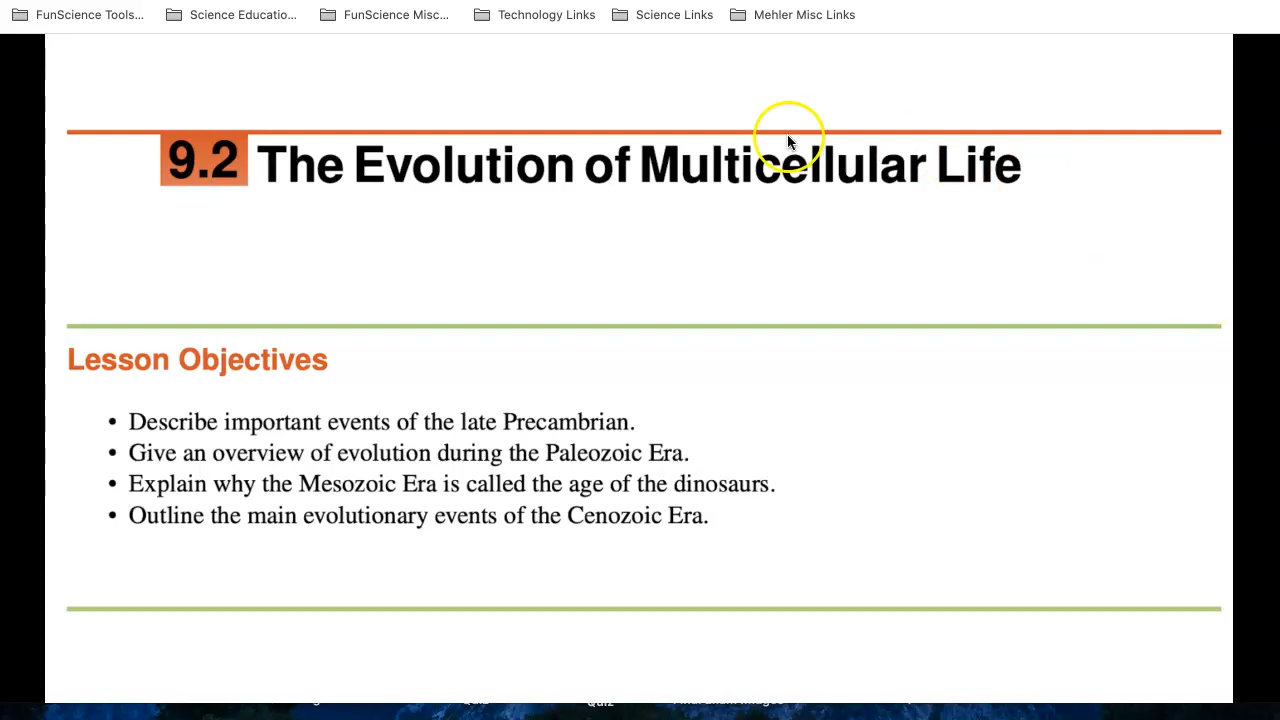 FunScience Tools... Science Educatio... FunScience Misc... Technology Links Science Links Mehler Misc Links
9.2 The Evolution of Multicellular Life
Lesson Objectives
• Describe important events of the late Precambrian.
• Give an overview of evolution during the Paleozoic Era.
• Explain why the Mesozoic Era is called the age of the dinosaurs.
• Outline the main evolutionary events of the Cenozoic Era.